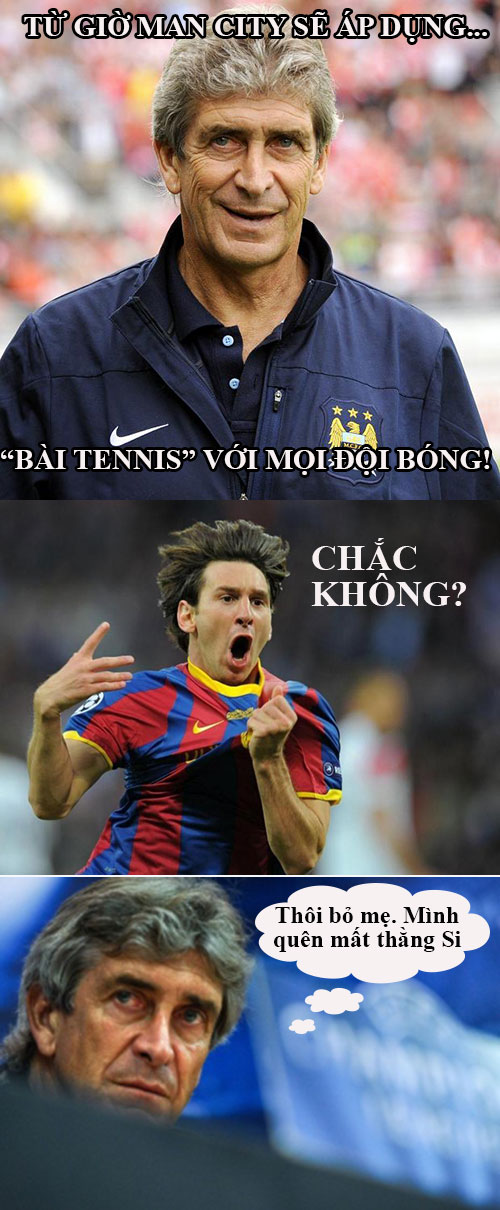 TỪ GIỜ MAN CITY SẼ ÁP DỤNG...
“BÀI TENNIS” VỚI MỌI ĐỘI BÓNG!
CHẮC
KHÔNG?
Thôi bỏ mẹ. Mình
quên mất thằng Si